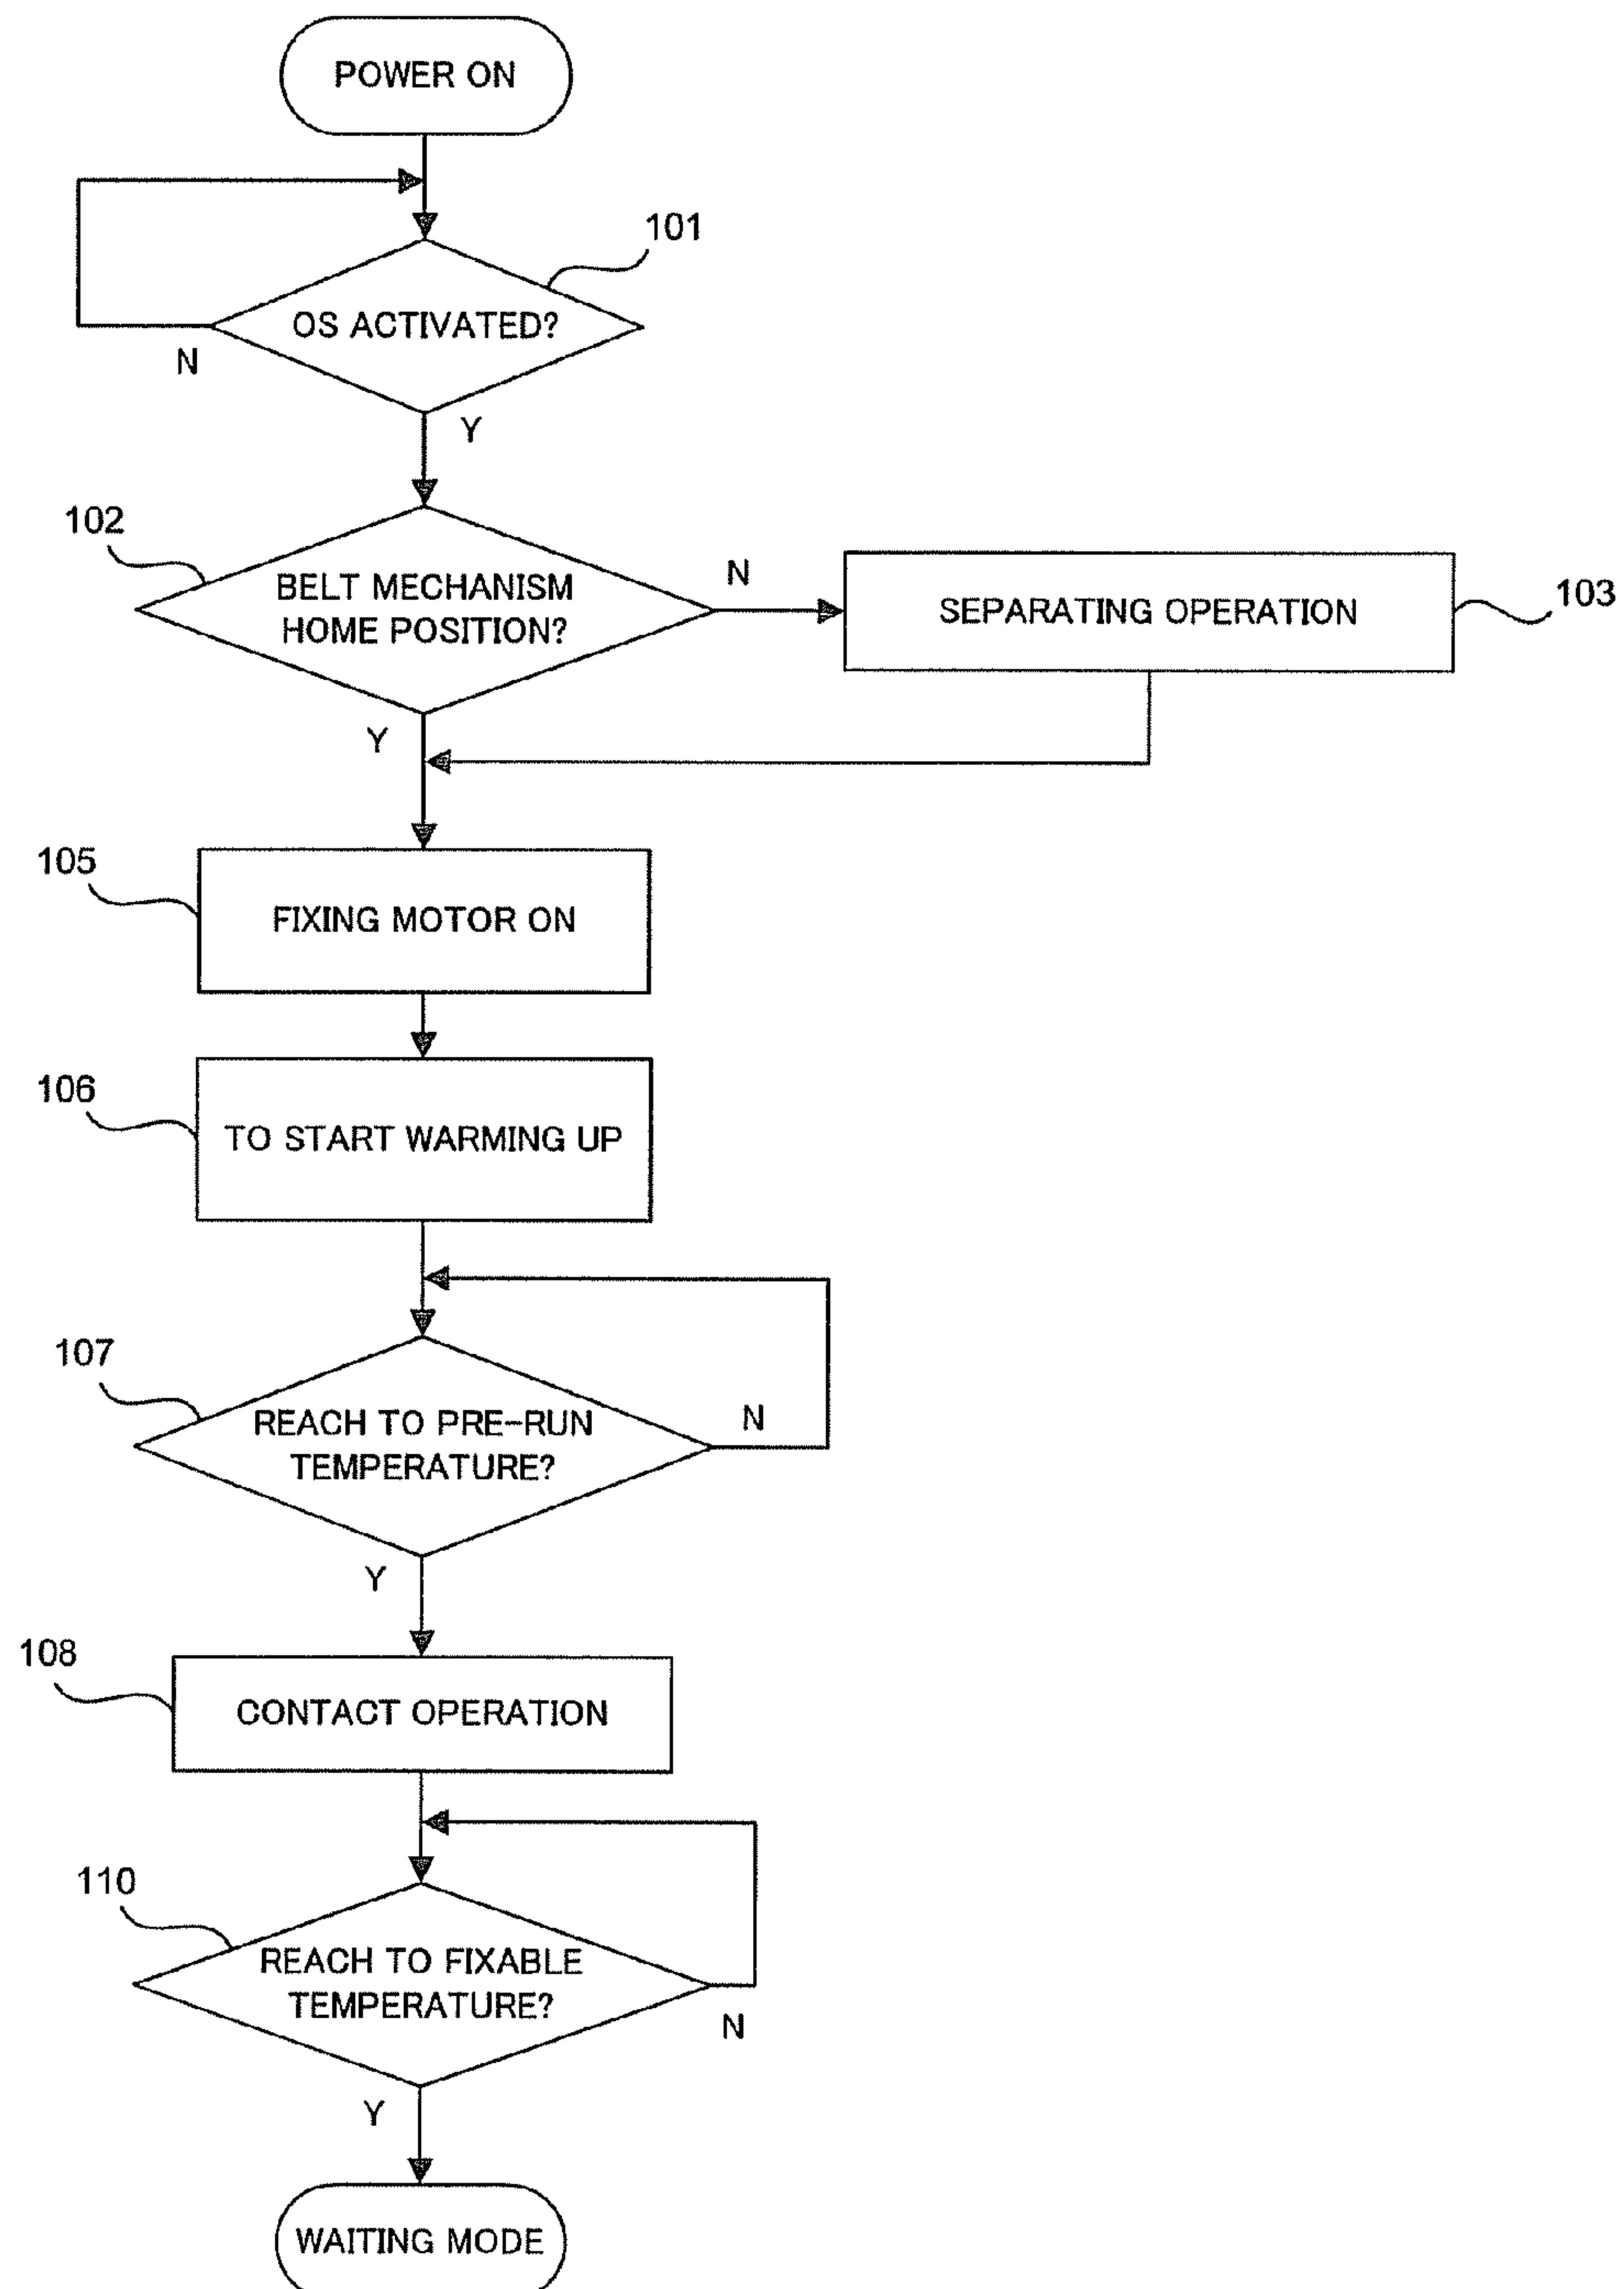 POWER ON
101
OS ACTIVATED?
N
Y
102
BELT MECHANISM
HOME POSITION?
N
SEPARATING OPERATION
103
Y
105
FIXING MOTOR ON
106
TO START WARMING UP
107
REACH TO PRE-RUN
TEMPERATURE?
N
Y
108
CONTACT OPERATION
110
REACH TO FIXABLE
TEMPERATURE?
N
Y
WAITING MODE